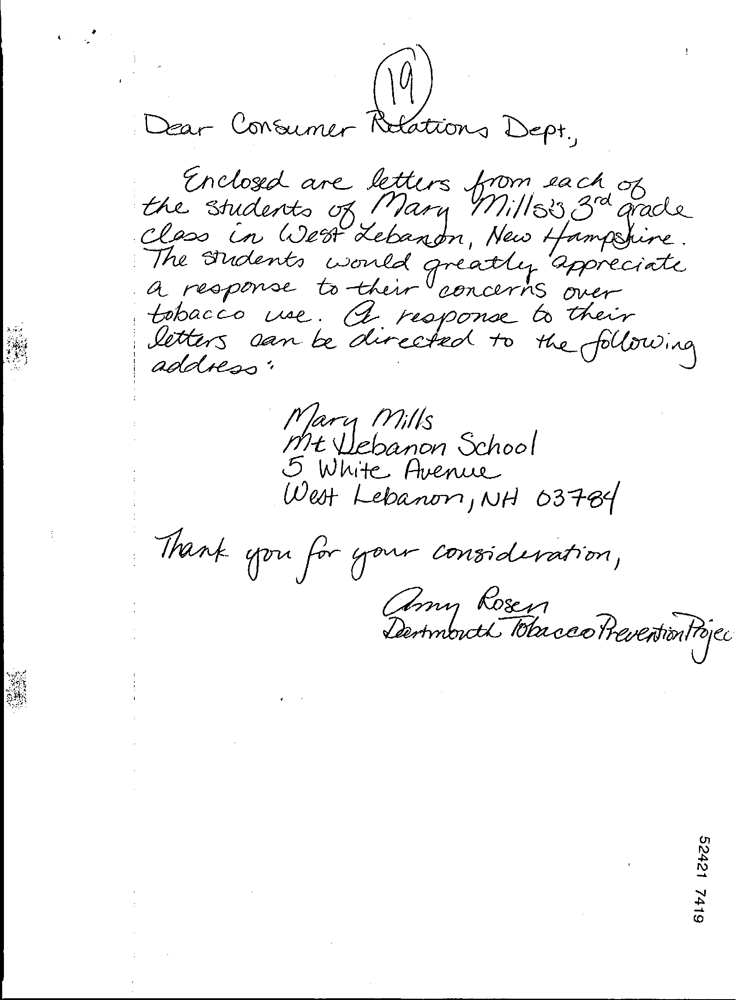 19
Dear Consumer Relations Dept.,
Enclosed are letters from each of
the students of Mary Mills's 3rd grade
class in West Lebanon, New Hampshire.
The students would greatly appreciate
a response to their concerns over
tobacco use. A response to their
letters can be directed to the following
address:
Mary Mills
Mt Lebanon School
5 White Avenue
West Lebanon, NH 03784
Thank you for your consideration,
Amy Rosen
Dartmouth Tobacco Prevention Projec
52421 7419